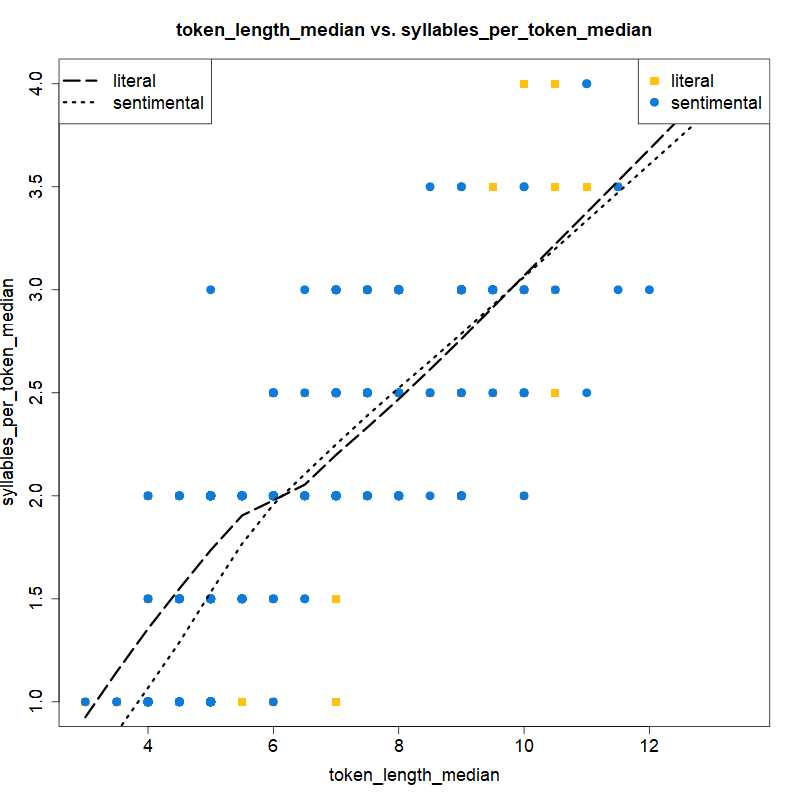 token_length_median vs. syllables_per_token_median
literal
sentimental
literal
sentimental
syllables_per_token_median
4.0
3.5
3.0
2.5
2.0
1.5
1.0
4 6 8 10 12
token_length_median